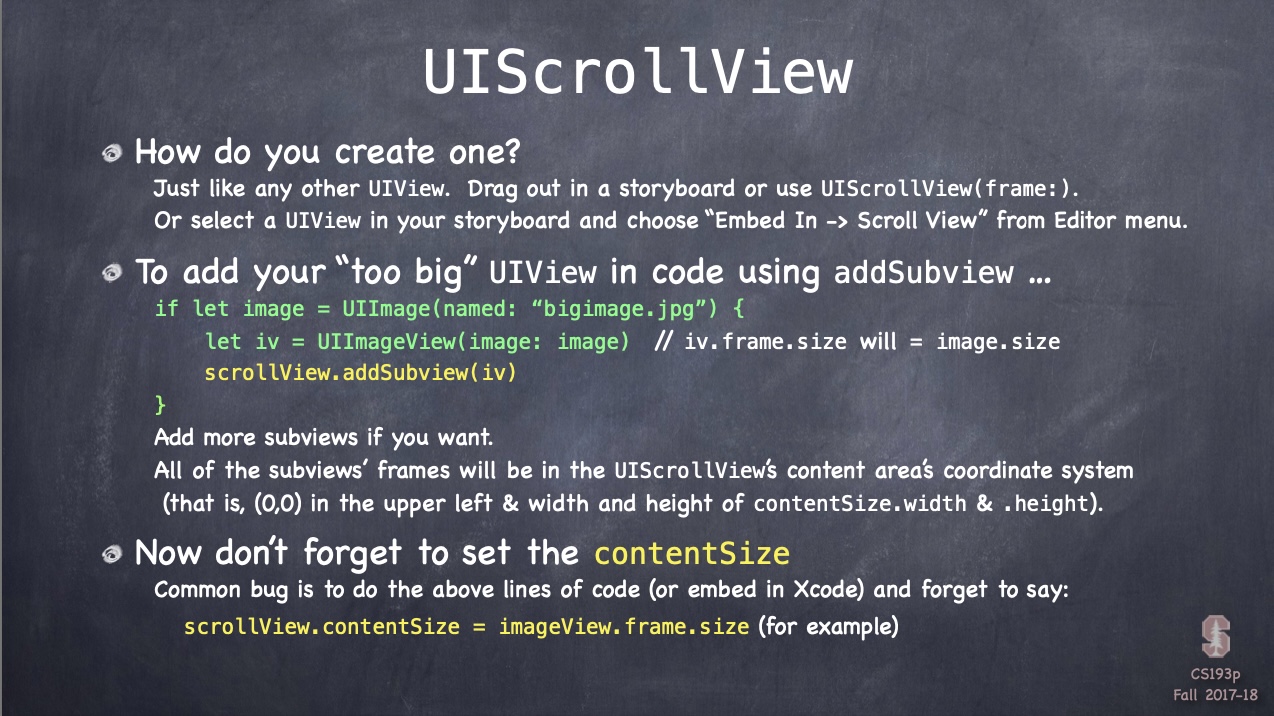 UIScrollView
How do you create one?
Just like any other UIView.  Drag out in a storyboard or use UIScrollView(frame:).
Or select a UIView in your storyboard and choose “Embed In -> Scroll View” from Editor menu.
To add your “too big” UIView in code using addSubview …
if let image = UIImage(named: “bigimage.jpg”) {
    let iv = UIImageView(image: image)  // iv.frame.size will = image.size
    scrollView.addSubview(iv)
}
Add more subviews if you want.
All of the subviews’ frames will be in the UIScrollView’s content area’s coordinate system
(that is, (0,0) in the upper left & width and height of contentSize.width & .height).
Now don’t forget to set the contentSize
Common bug is to do the above lines of code (or embed in Xcode) and forget to say:
scrollView.contentSize = imageView.frame.size (for example)
S
CS193p
Fall 2017-18